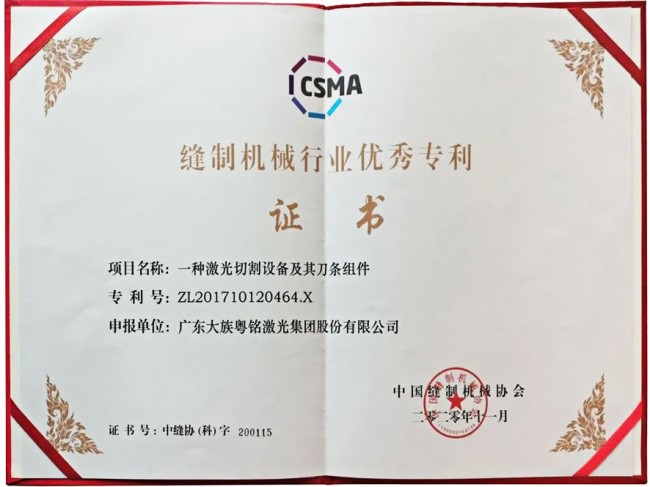 CSMA
缝制机械行业优秀专利
证 书
项目名称: 一种激光切割设备及其刀条组件
专 利 号: ZL201710120464.X
申报单位: 广东大族粤铭激光集团股份有限公司
中国缝制机械协会
二零二零年十一月
证 书 号: 中缝协(科)字 200115